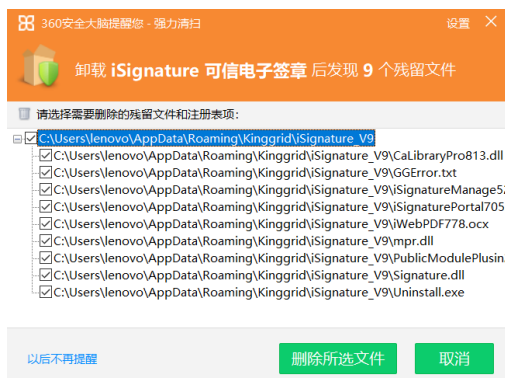 360安全大脑提醒您 - 强力清扫 设置
卸载 iSignature 可信电子签章 后发现 9 个残留文件
请选择需要删除的残留文件和注册表项:
C:\Users\lenovo\AppData\Roaming\Kinggrid\iSignature_V9
C:\Users\lenovo\AppData\Roaming\Kinggrid\iSignature_V9\CaLibraryPro813.dll
C:\Users\lenovo\AppData\Roaming\Kinggrid\iSignature_V9\GGError.txt
C:\Users\lenovo\AppData\Roaming\Kinggrid\iSignature_V9\iSignatureManage52
C:\Users\lenovo\AppData\Roaming\Kinggrid\iSignature_V9\iSignaturePortal705
C:\Users\lenovo\AppData\Roaming\Kinggrid\iSignature_V9\iWebPDF778.ocx
C:\Users\lenovo\AppData\Roaming\Kinggrid\iSignature_V9\mpr.dll
C:\Users\lenovo\AppData\Roaming\Kinggrid\iSignature_V9\PublicModulePlusin.
C:\Users\lenovo\AppData\Roaming\Kinggrid\iSignature_V9\Signature.dll
C:\Users\lenovo\AppData\Roaming\Kinggrid\iSignature_V9\Uninstall.exe
以后不再提醒 删除所选文件 取消